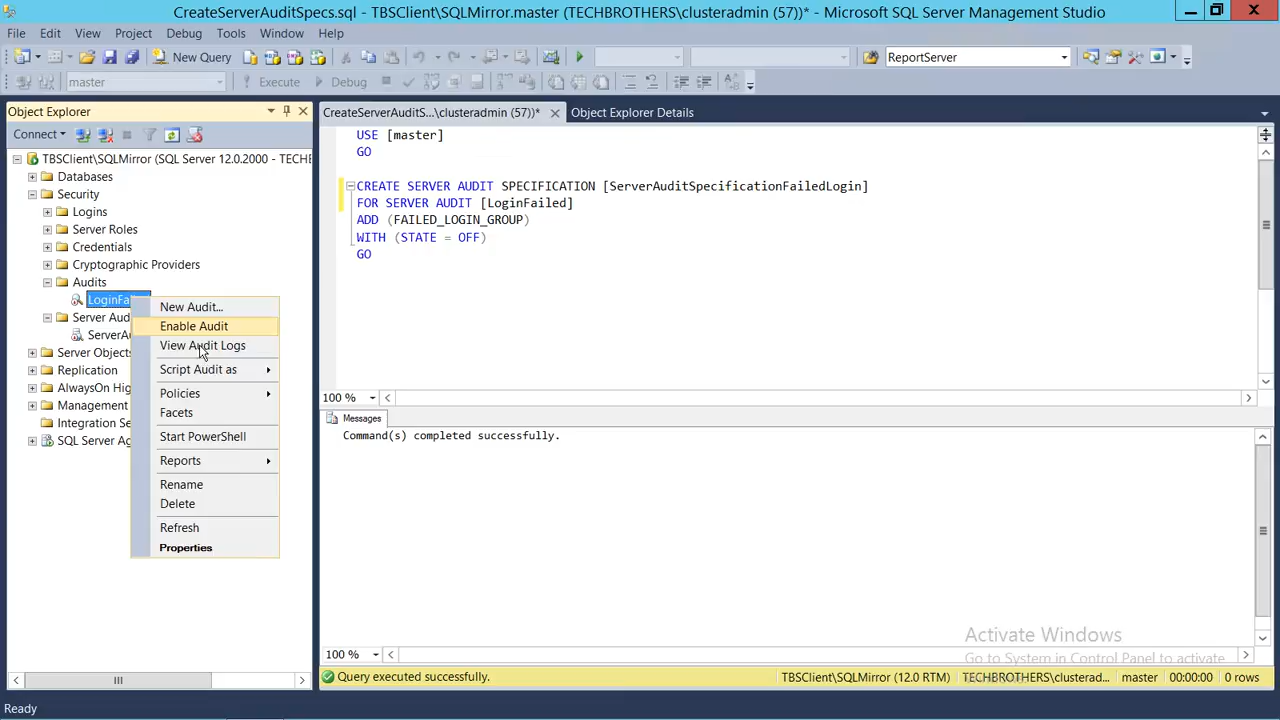 CreateServerAuditSpecs.sql - TBSClient\SQLMirror.master (TECHBROTHERS\clusteradmin (57))* - Microsoft SQL Server Management Studio
File Edit View Project Debug Tools Window Help
New Query
ReportServer
master
Execute
Debug
Object Explorer
CreateServerAuditS...\clusteradmin (57))*
Object Explorer Details
Connect
TBSClient\SQLMirror (SQL Server 12.0.2000 - TECHE
Databases
Security
Logins
Server Roles
Credentials
Cryptographic Providers
Audits
LoginFa
Server Aud
ServerAu
Server Objects
Replication
AlwaysOn Hig
Management
Integration Se
SQL Server Ag
New Audit...
Enable Audit
View Audit Logs
Script Audit as
Policies
Facets
Start PowerShell
Reports
Rename
Delete
Refresh
Properties
USE [master]
GO
CREATE SERVER AUDIT SPECIFICATION [ServerAuditSpecificationFailedLogin]
FOR SERVER AUDIT [LoginFailed]
ADD (FAILED_LOGIN_GROUP)
WITH (STATE = OFF)
GO
100 %
Messages
Command(s) completed successfully.
Activate Windows
Go to System in Control Panel to activate
100 %
Query executed successfully.
TBSClient\SQLMirror (12.0 RTM)
TECHBROTHERS\clusterad...
master
00:00:00
0 rows
Ready